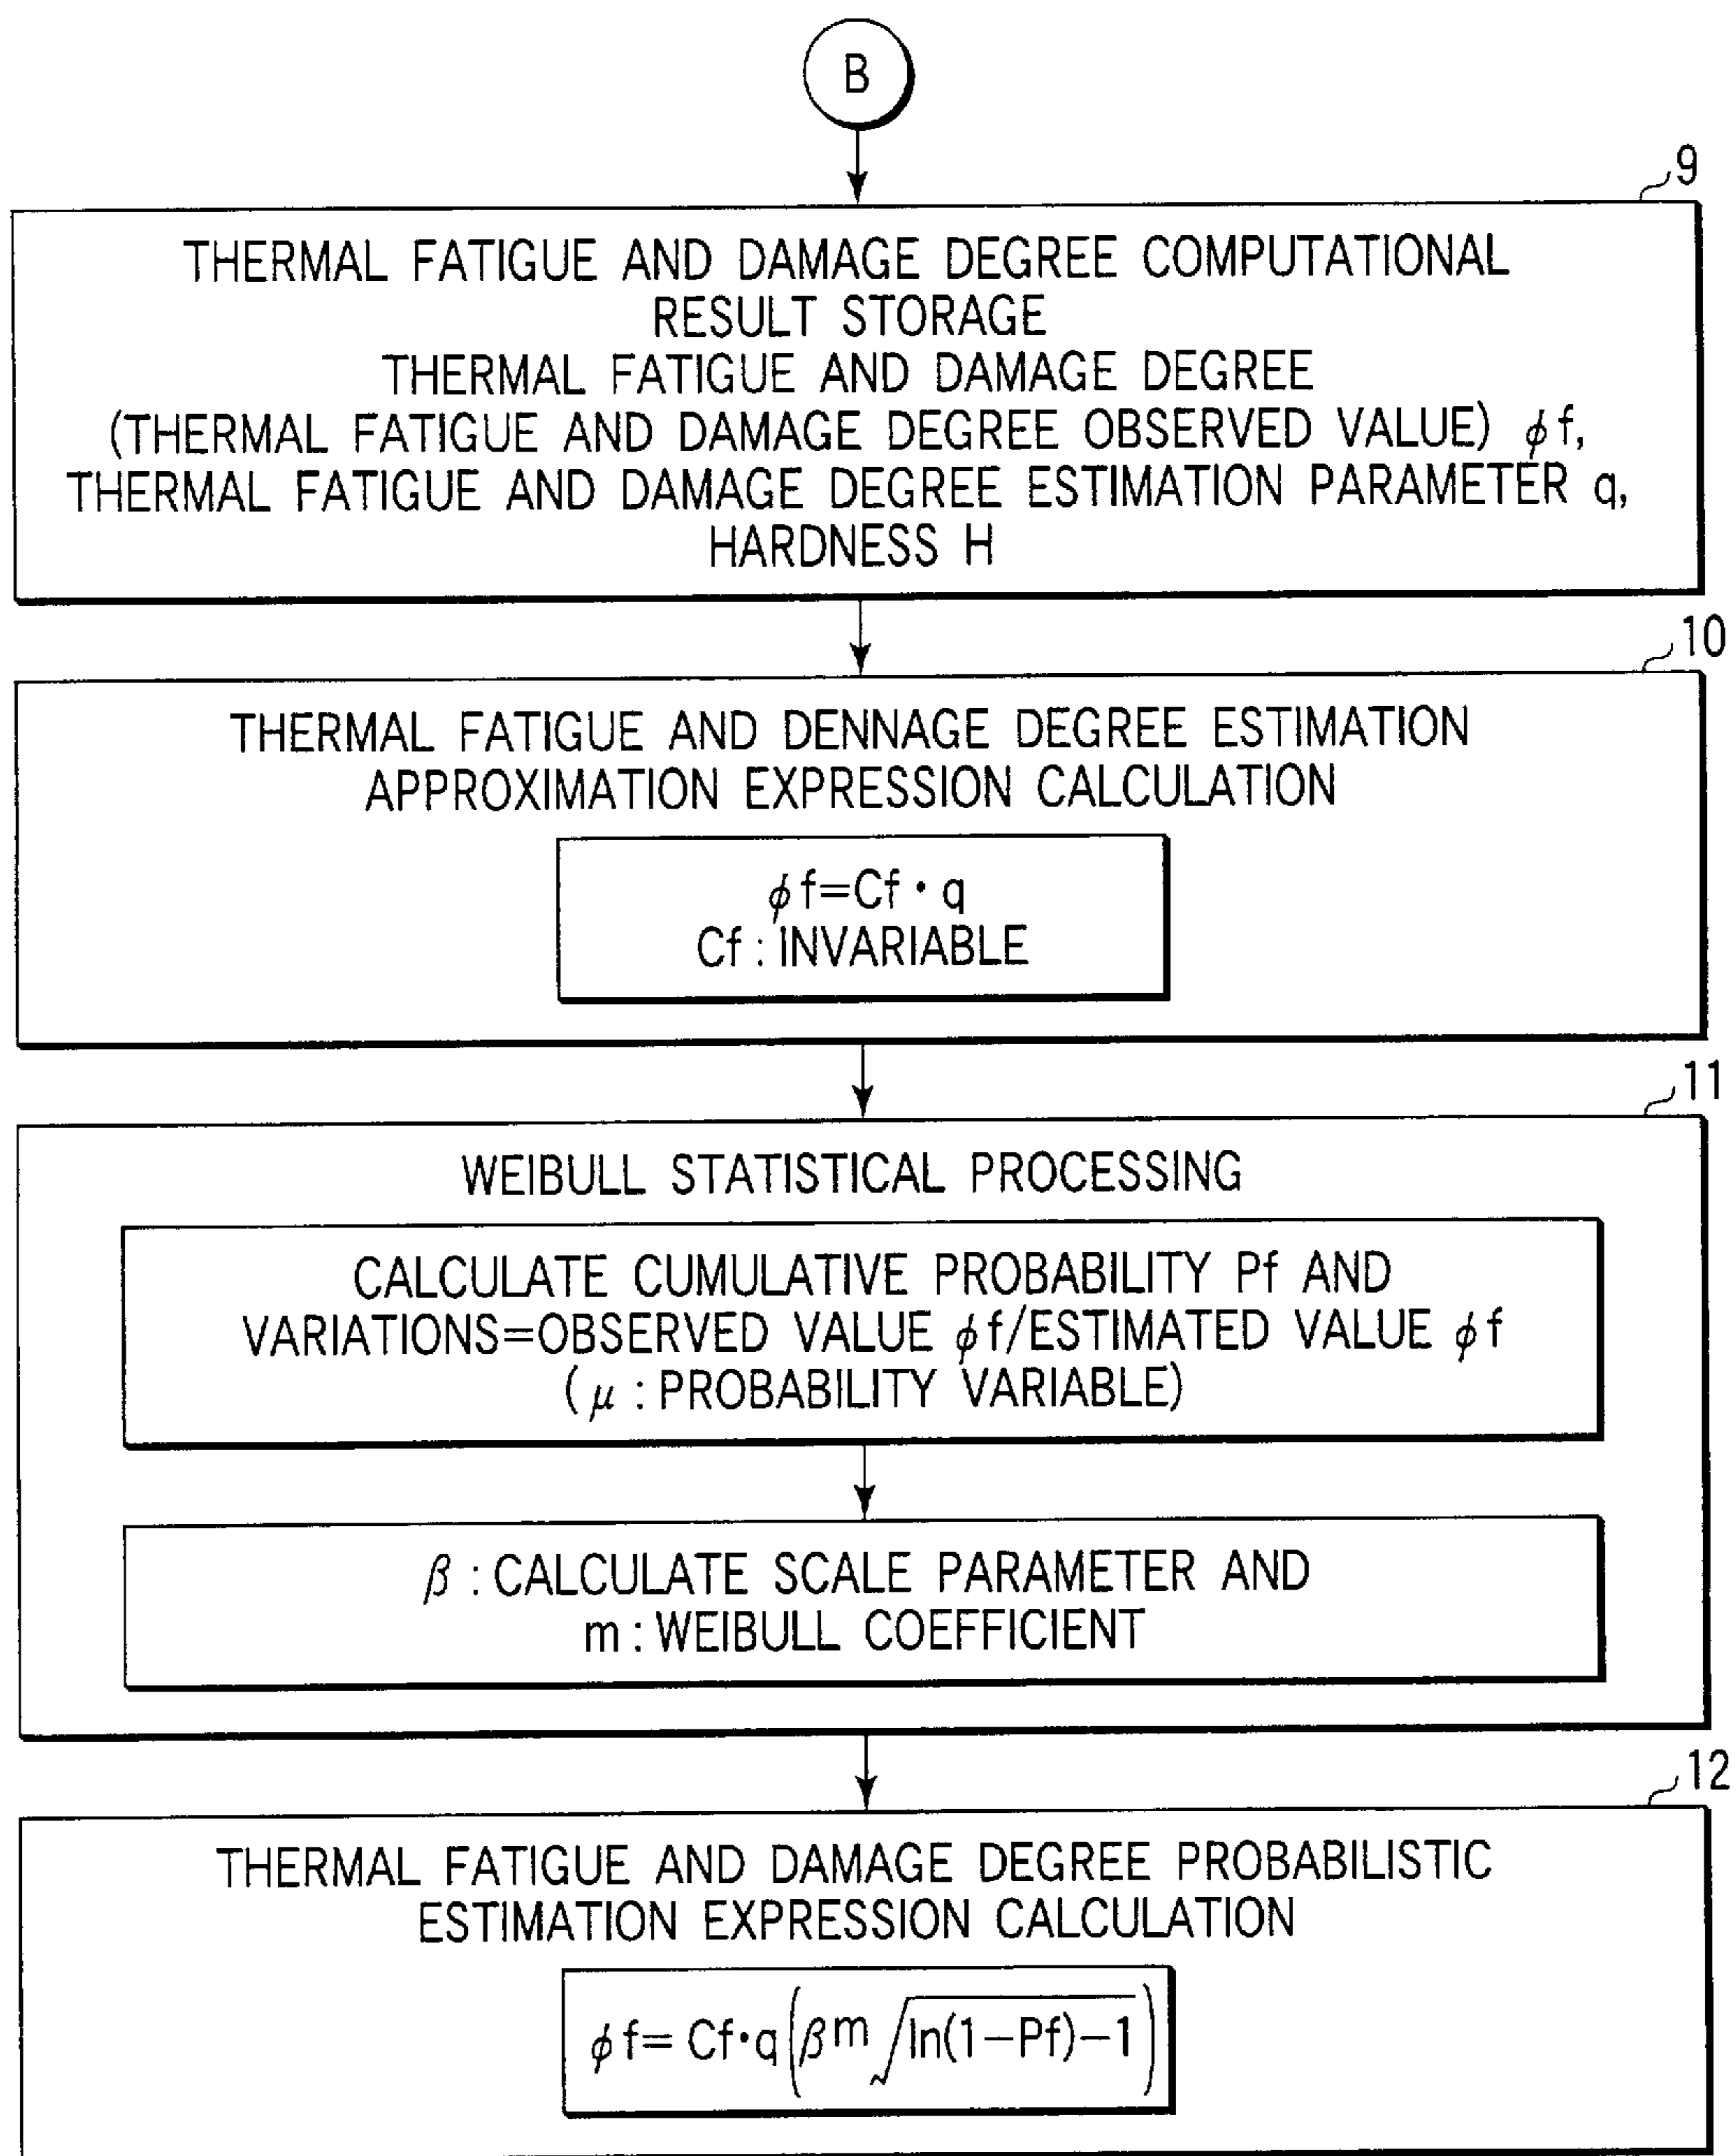 B
9
THERMAL FATIGUE AND DAMAGE DEGREE COMPUTATIONAL
RESULT STORAGE
THERMAL FATIGUE AND DAMAGE DEGREE
(THERMAL FATIGUE AND DAMAGE DEGREE OBSERVED VALUE) ϕf,
THERMAL FATIGUE AND DAMAGE DEGREE ESTIMATION PARAMETER q,
HARDNESS H
10
THERMAL FATIGUE AND DENNAGE DEGREE ESTIMATION
APPROXIMATION EXPRESSION CALCULATION
ϕf=Cf・q
Cf : INVARIABLE
11
WEIBULL STATISTICAL PROCESSING
CALCULATE CUMULATIVE PROBABILITY Pf AND
VARIATIONS=OBSERVED VALUE ϕf/ESTIMATED VALUE ϕf
(μ : PROBABILITY VARIABLE)
β : CALCULATE SCALE PARAMETER AND
m : WEIBULL COEFFICIENT
12
THERMAL FATIGUE AND DAMAGE DEGREE PROBABILISTIC
ESTIMATION EXPRESSION CALCULATION
ϕf= Cf·q(β^m √(ln(1−Pf)−1))